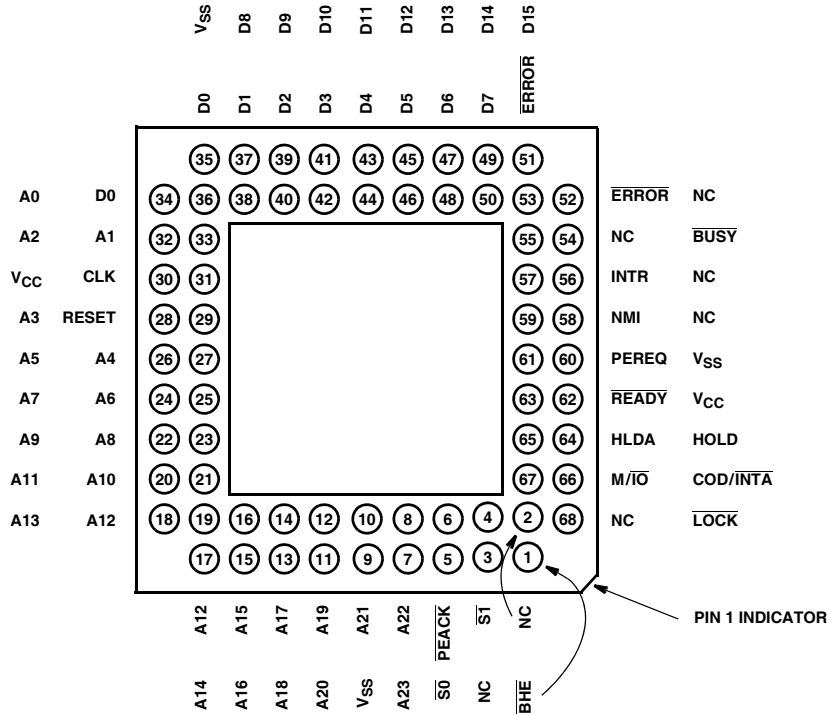 VSS D8 D9 D10 D11 D12 D13 D14 D15
D0 D1 D2 D3 D4 D5 D6 D7 ERROR
35 37 39 41 43 45 47 49 51
A0 D0 34 36 38 40 42 44 46 48 50 53 52 ERROR NC
A2 A1 32 33 55 54 NC BUSY
VCC CLK 30 31 57 56 INTR NC
A3 RESET 28 29 59 58 NMI NC
A5 A4 26 27 61 60 PEREQ VSS
A7 A6 24 25 63 62 READY VCC
A9 A8 22 23 65 64 HLDA HOLD
A11 A10 20 21 67 66 M/IO COD/INTA
A13 A12 18 19 16 14 12 10 8 6 4 2 68 NC LOCK
17 15 13 11 9 7 5 3 1
A12 A15 A17 A19 A21 A22 PEACK S1 NC
PIN 1 INDICATOR
A14 A16 A18 A20 VSS A23 S0 NC BHE